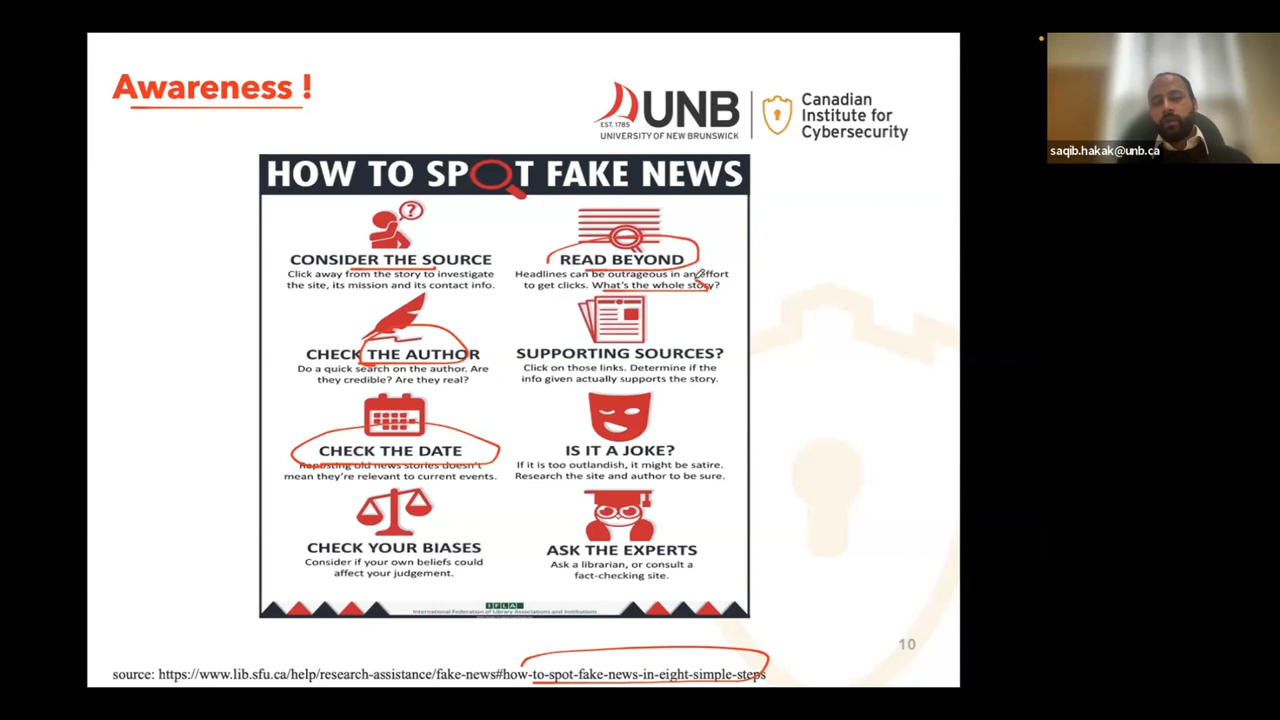 Awareness !
EST. 1785
UNB
UNIVERSITY OF NEW BRUNSWICK
Canadian
Institute for
Cybersecurity
HOW TO SPOT FAKE NEWS
?
CONSIDER THE SOURCE
Click away from the story to investigate
the site, its mission and its contact info.
READ BEYOND
Headlines can be outrageous in an effort
to get clicks. What's the whole story?
CHECK THE AUTHOR
Do a quick search on the author. Are
they credible? Are they real?
SUPPORTING SOURCES?
Click on those links. Determine if the
info given actually supports the story.
CHECK THE DATE
Reposting old news stories doesn't
mean they're relevant to current events.
IS IT A JOKE?
If it is too outlandish, it might be satire.
Research the site and author to be sure.
CHECK YOUR BIASES
Consider if your own beliefs could
affect your judgement.
ASK THE EXPERTS
Ask a librarian, or consult a
fact-checking site.
IFLA
International Federation of Library Associations and Institutions
10
source: https://www.lib.sfu.ca/help/research-assistance/fake-news#how-to-spot-fake-news-in-eight-simple-steps
saqib.hakak@unb.ca